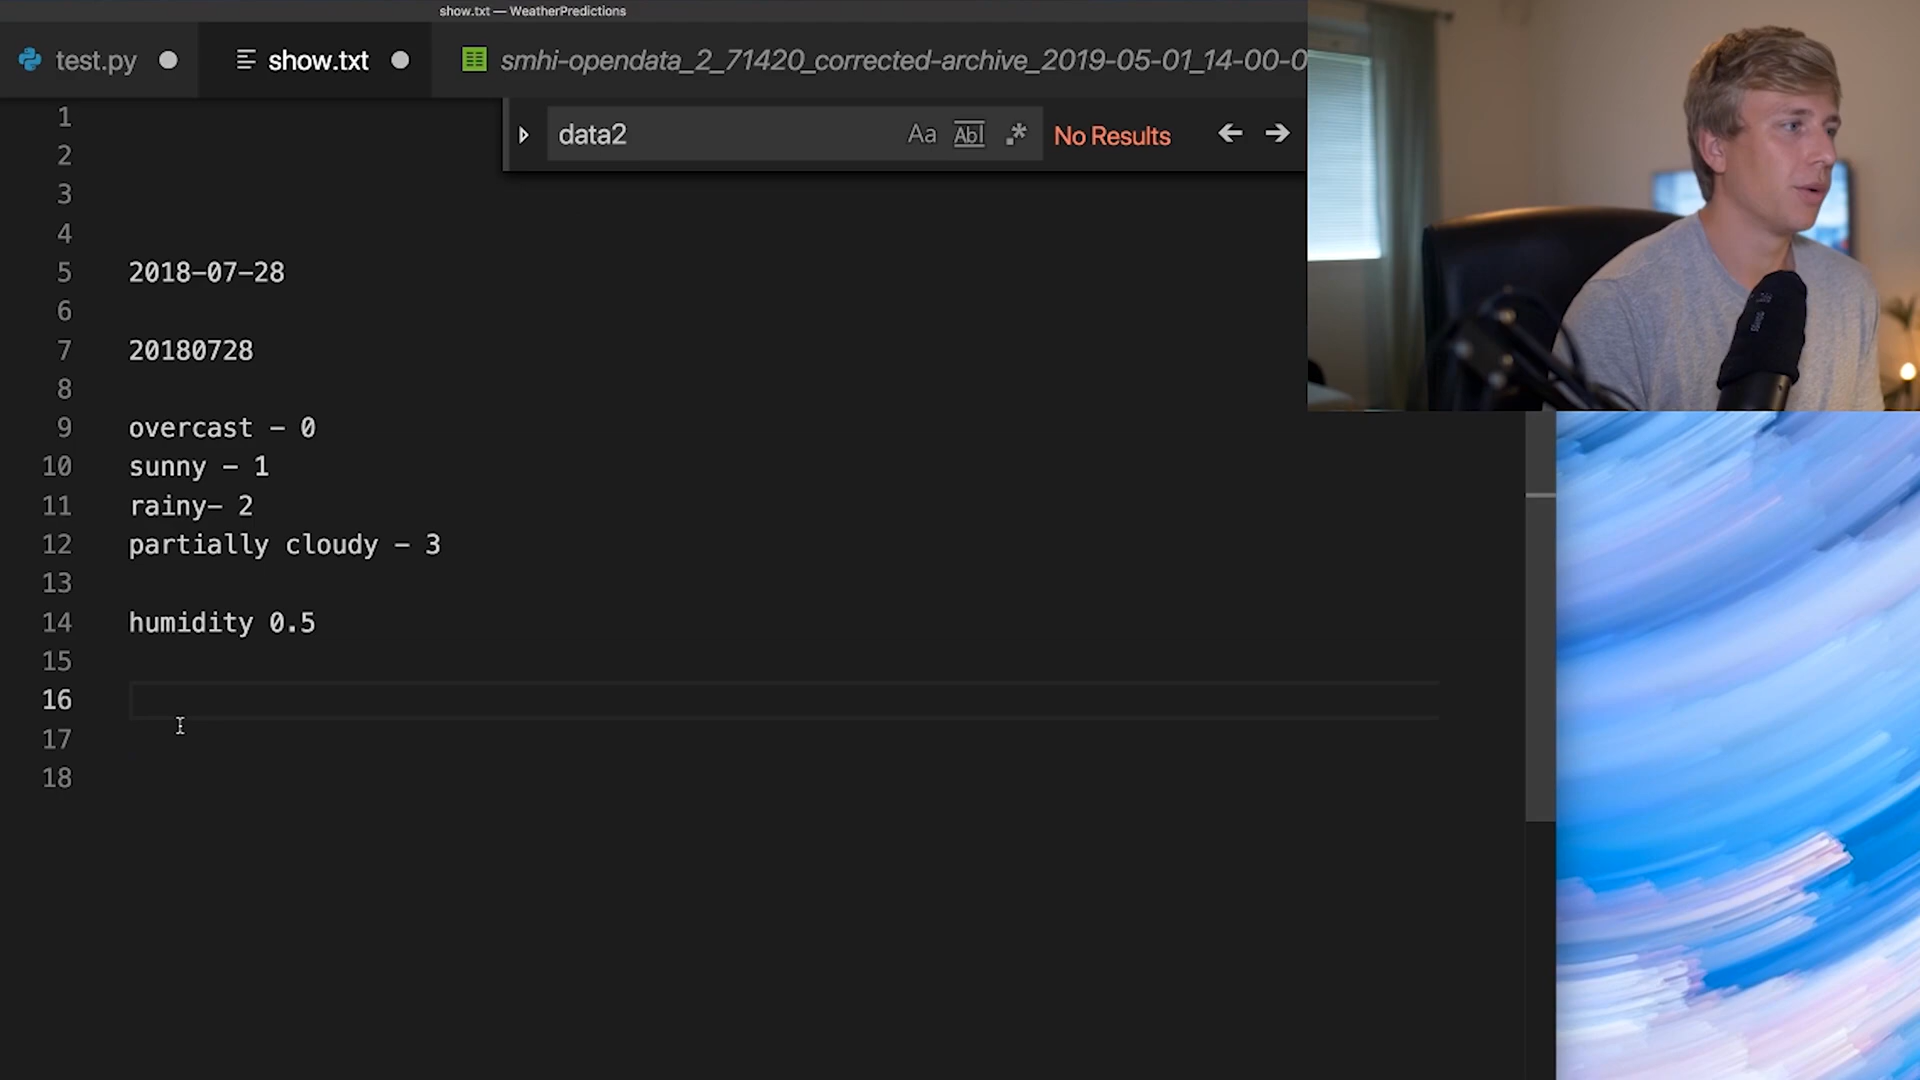 show.txt — WeatherPredictions
test.py
show.txt
smhi-opendata_2_71420_corrected-archive_2019-05-01_14-00-0
data2
Aa
Abl
.*
No Results
1
2
3
4
5 2018-07-28
6
7 20180728
8
9 overcast - 0
10 sunny - 1
11 rainy- 2
12 partially cloudy - 3
13
14 humidity 0.5
15
16
17
18